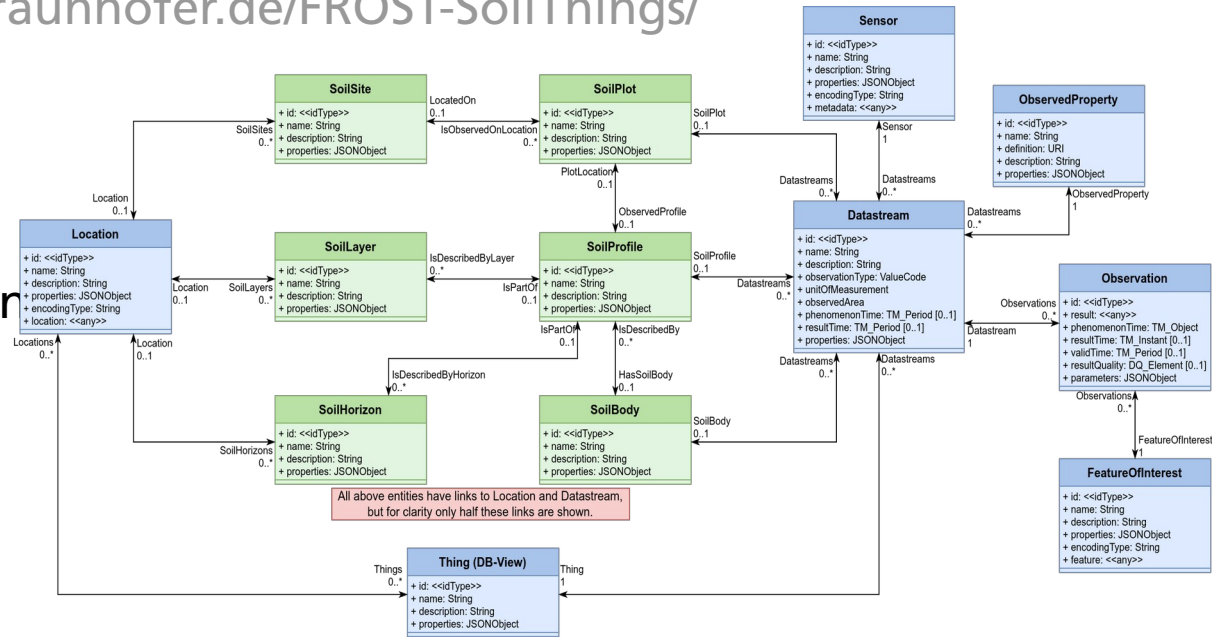 raunhofer.de/FROST-SoilThings/
Sensor
+ id: <<idType>>
+ name: String
+ description: String
+ properties: JSONObject
+ encodingType: String
+ metadata: <<any>>
SoilSite
+ id: <<idType>>
+ name: String
+ description: String
+ properties: JSONObject
LocatedOn
0..1
IsObservedOnLocation
0..*
SoilPlot
+ id: <<idType>>
+ name: String
+ description: String
+ properties: JSONObject
SoilPlot
0..1
SoilSites
0..*
Sensor
1
ObservedProperty
+ id: <<idType>>
+ name: String
+ definition: URI
+ description: String
+ properties: JSONObject
PlotLocation
0..1
ObservedProfile
0..1
Datastreams
0..*
Datastreams
0..*
ObservedProperty
1
Location
0..1
Datastreams
0..*
Location
+ id: <<idType>>
+ name: String
+ description: String
+ properties: JSONObject
+ encodingType: String
+ location: <<any>>
Location
0..1
SoilLayers
0..*
SoilLayer
+ id: <<idType>>
+ name: String
+ description: String
+ properties: JSONObject
IsDescribedByLayer
0..*
IsPartOf
0..1
SoilProfile
+ id: <<idType>>
+ name: String
+ description: String
+ properties: JSONObject
SoilProfile
0..1
Datastreams
0..*
Datastream
+ id: <<idType>>
+ name: String
+ description: String
+ observationType: ValueCode
+ unitOfMeasurement
+ observedArea
+ phenomenonTime: TM_Period [0..1]
+ resultTime: TM_Period [0..1]
+ properties: JSONObject
Observations
0..*
Datastream
1
Observation
+ id: <<idType>>
+ result: <<any>>
+ phenomenonTime: TM_Object
+ resultTime: TM_Instant [0..1]
+ validTime: TM_Period [0..1]
+ resultQuality: DQ_Element [0..1]
+ parameters: JSONObject
Locations
0..*
Location
0..1
IsPartOf
0..1
IsDescribedBy
0..*
Datastreams
0..*
Datastreams
0..*
IsDescribedByHorizon
0..*
HasSoilBody
0..1
Observations
0..*
SoilHorizons
0..*
SoilHorizon
+ id: <<idType>>
+ name: String
+ description: String
+ properties: JSONObject
SoilBody
+ id: <<idType>>
+ name: String
+ description: String
+ properties: JSONObject
SoilBody
0..1
FeatureOfInterest
1
FeatureOfInterest
+ id: <<idType>>
+ name: String
+ description: String
+ properties: JSONObject
+ encodingType: String
+ feature: <<any>>
All above entities have links to Location and Datastream,
but for clarity only half these links are shown.
Things
0..*
Thing (DB-View)
+ id: <<idType>>
+ name: String
+ description: String
+ properties: JSONObject
Thing
1